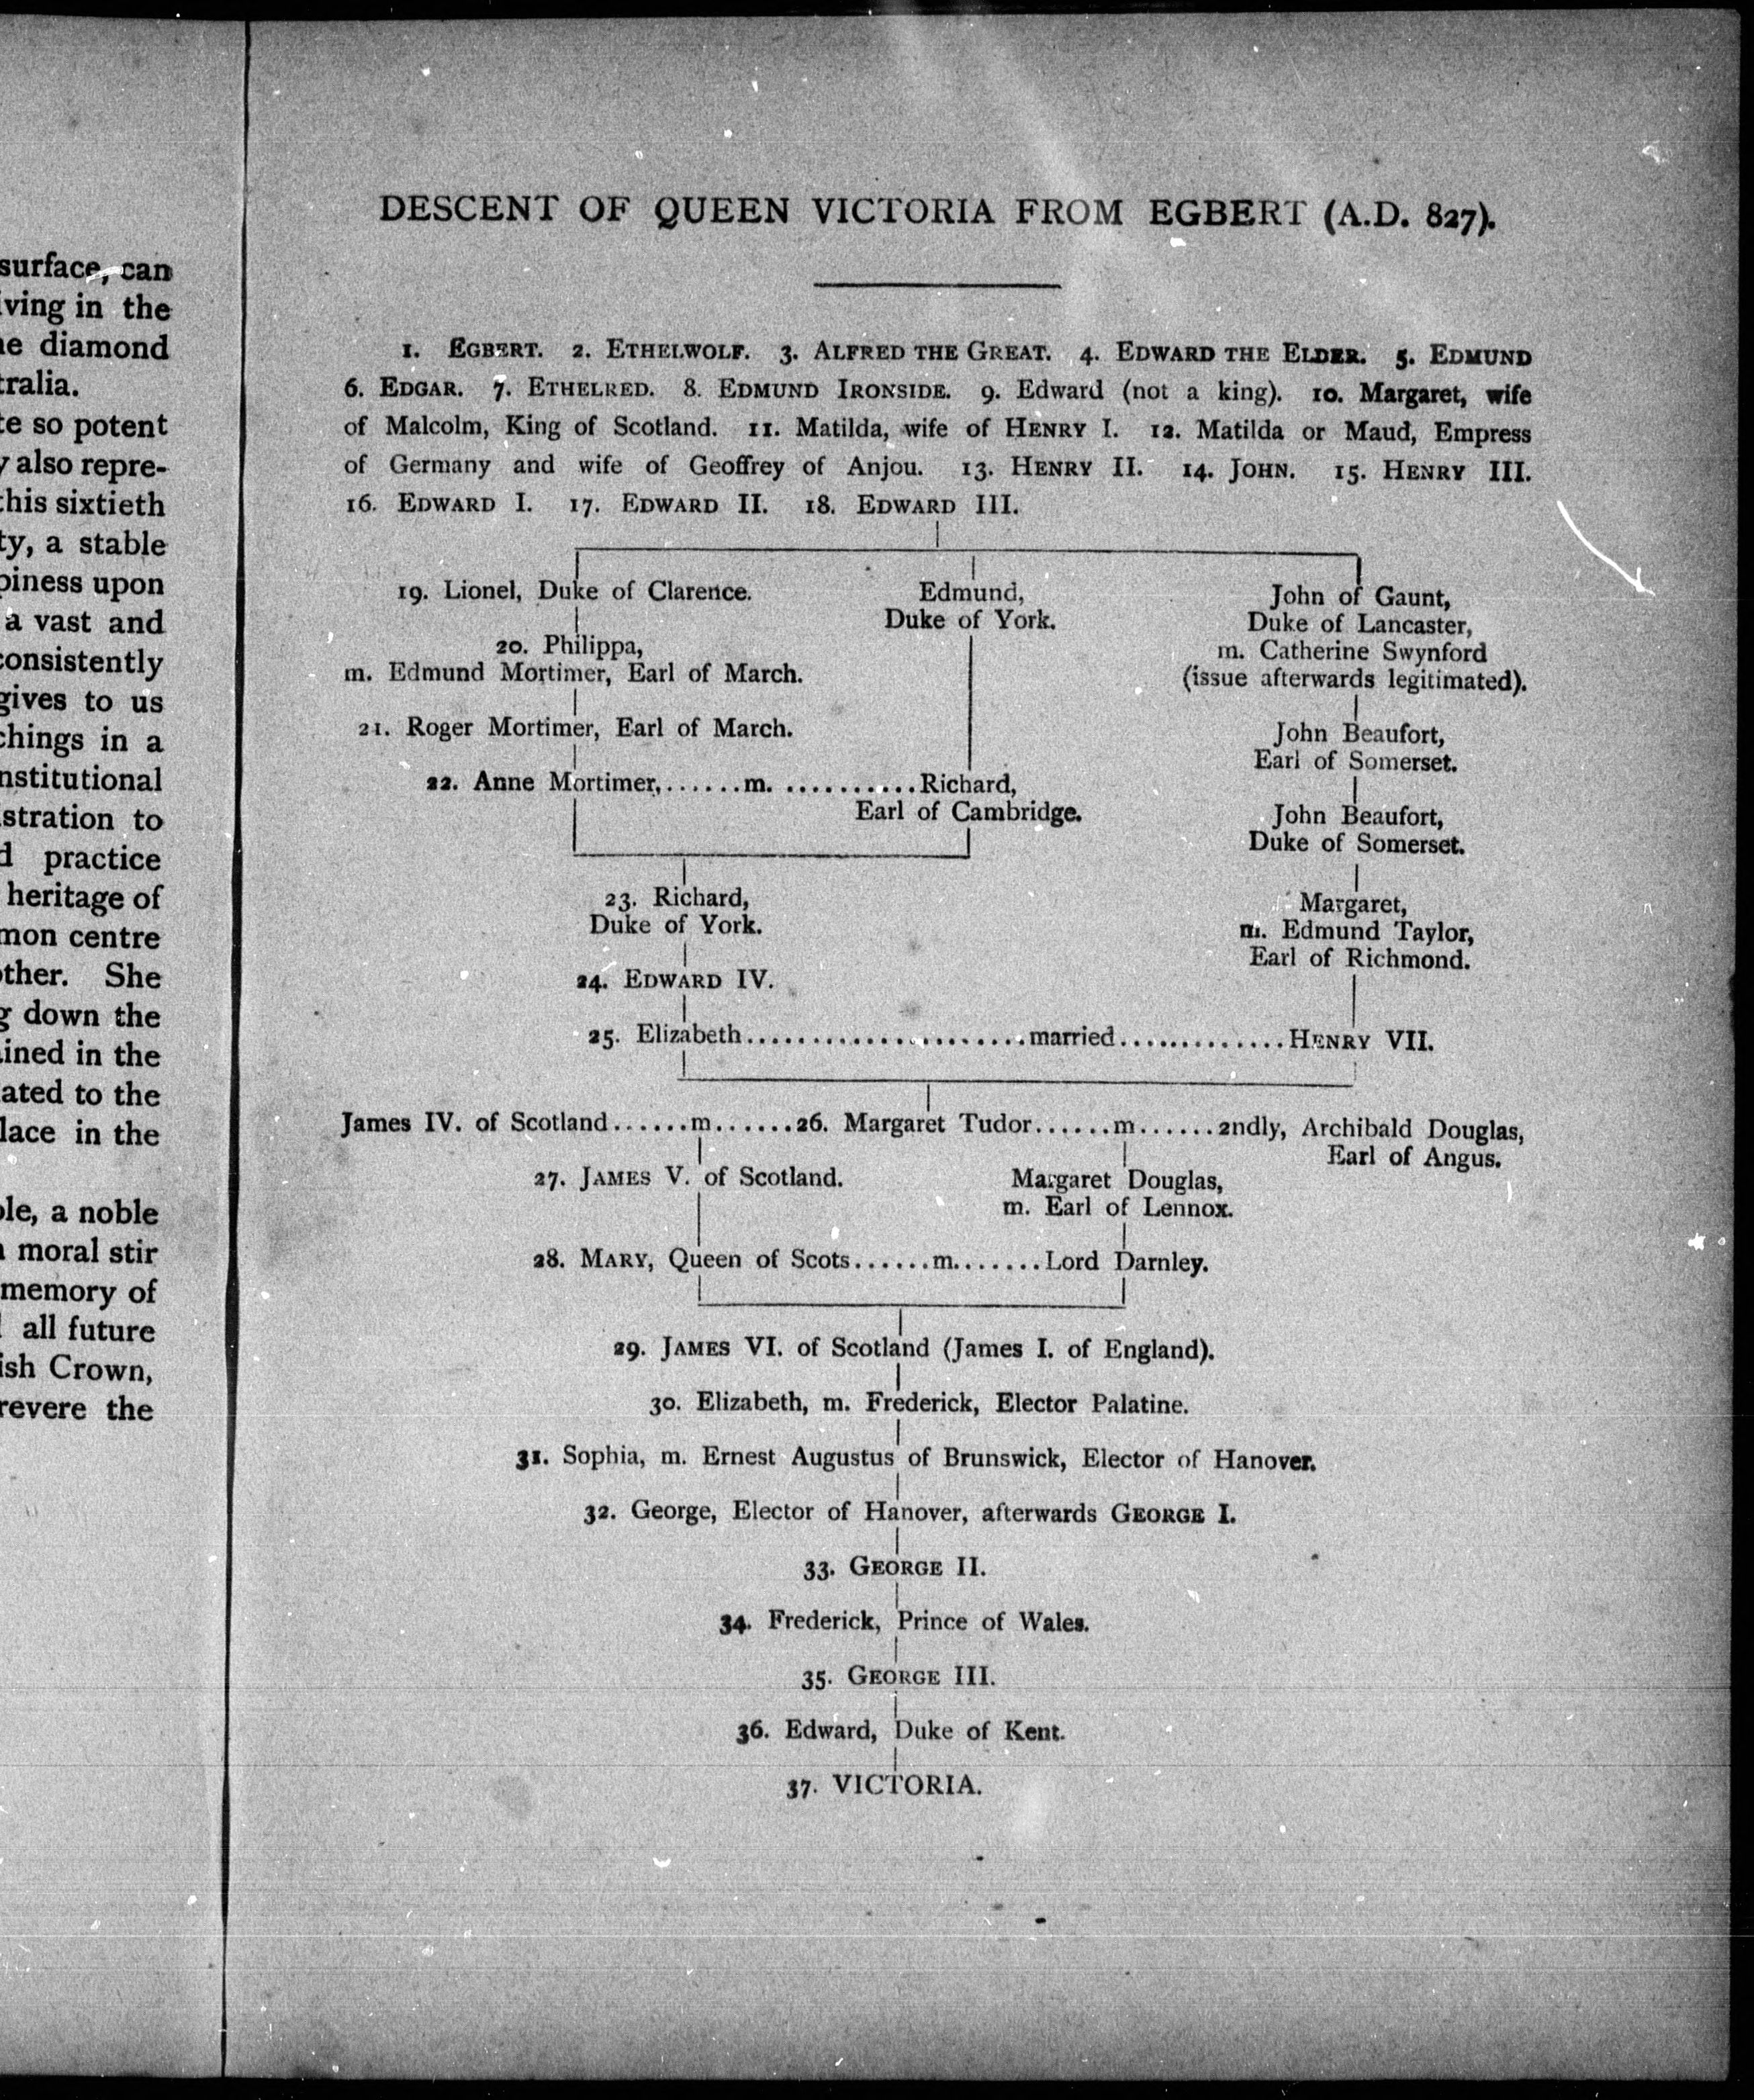 surface, can
iving in the
ne diamond
tralia.
te so potent
y also repre-
this sixtieth
ty, a stable
piness upon
a vast and
consistently
gives to us
chings in a
nstitutional
stration to
d practice
heritage of
mon centre
other. She
g down the
ained in the
ated to the
lace in the
ble, a noble
n moral stir
memory of
all future
ish Crown,
revere the
DESCENT OF QUEEN VICTORIA FROM EGBERT (A.D. 827).
1. EGBERT. 2. ETHELWOLF. 3. ALFRED THE GREAT. 4. EDWARD THE ELDER. 5. EDMUND
6. EDGAR. 7. ETHELRED. 8. EDMUND IRONSIDE. 9. Edward (not a king). 10. Margaret, wife
of Malcolm, King of Scotland. 11. Matilda, wife of HENRY I. 12. Matilda or Maud, Empress
of Germany and wife of Geoffrey of Anjou. 13. HENRY II. 14. JOHN. 15. HENRY III.
16. EDWARD I. 17. EDWARD II. 18. EDWARD III.
19. Lionel, Duke of Clarence.
20. Philippa,
m. Edmund Mortimer, Earl of March.
21. Roger Mortimer, Earl of March.
Edmund,
Duke of York.
John of Gaunt,
Duke of Lancaster,
m. Catherine Swynford
(issue afterwards legitimated).
John Beaufort,
Earl of Somerset.
22. Anne Mortimer,......m. ..........Richard,
Earl of Cambridge.
John Beaufort,
Duke of Somerset.
23. Richard,
Duke of York.
Margaret,
m. Edmund Taylor,
Earl of Richmond.
24. EDWARD IV.
25. Elizabeth......................married.............HENRY VII.
James IV. of Scotland......m......26. Margaret Tudor......m......2ndly, Archibald Douglas,
Earl of Angus.
27. JAMES V. of Scotland.
Margaret Douglas,
m. Earl of Lennox.
28. MARY, Queen of Scots......m.......Lord Darnley.
29. JAMES VI. of Scotland (James I. of England).
30. Elizabeth, m. Frederick, Elector Palatine.
31. Sophia, m. Ernest Augustus of Brunswick, Elector of Hanover.
32. George, Elector of Hanover, afterwards GEORGE I.
33. GEORGE II.
34. Frederick, Prince of Wales.
35. GEORGE III.
36. Edward, Duke of Kent.
37. VICTORIA.